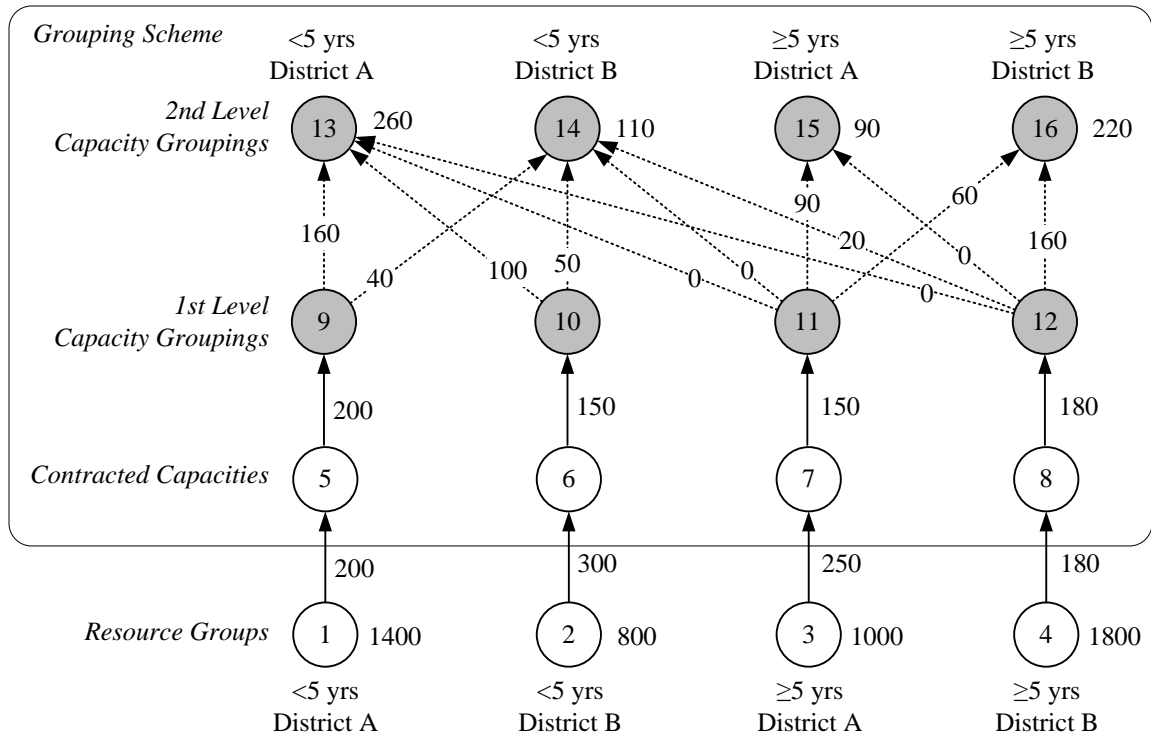 Grouping Scheme
<5 yrs
District A
<5 yrs
District B
≥5 yrs
District A
≥5 yrs
District B
2nd Level
Capacity Groupings
13
260
14
110
15
90
16
220
160
40
100
50
0
0
90
60
20
0
0
160
1st Level
Capacity Groupings
9
10
11
12
200
150
150
180
Contracted Capacities
5
6
7
8
200
300
250
180
Resource Groups
1
1400
2
800
3
1000
4
1800
<5 yrs
District A
<5 yrs
District B
≥5 yrs
District A
≥5 yrs
District B